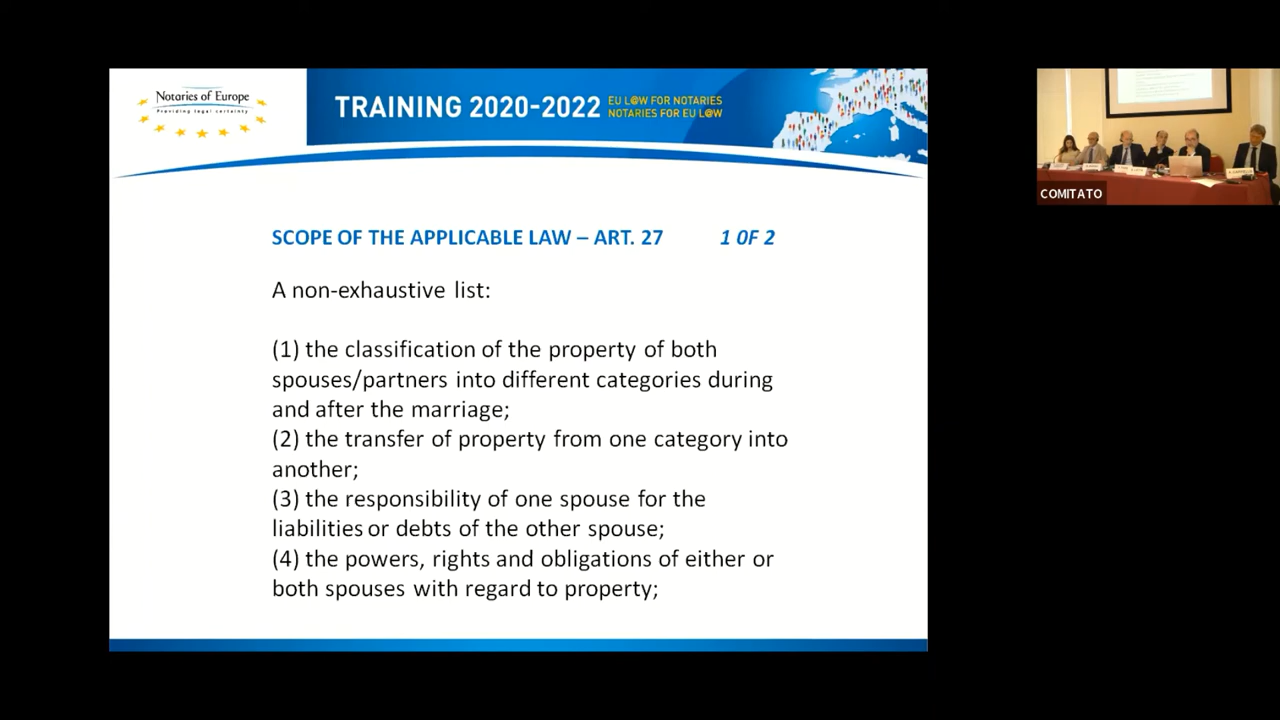 Notaries of Europe
Providing legal certainty
TRAINING 2020-2022
EU L@W FOR NOTARIES
NOTARIES FOR EU L@W
COMITATO
SCOPE OF THE APPLICABLE LAW – ART. 27 1 OF 2
A non-exhaustive list:
(1) the classification of the property of both
spouses/partners into different categories during
and after the marriage;
(2) the transfer of property from one category into
another;
(3) the responsibility of one spouse for the
liabilities or debts of the other spouse;
(4) the powers, rights and obligations of either or
both spouses with regard to property;